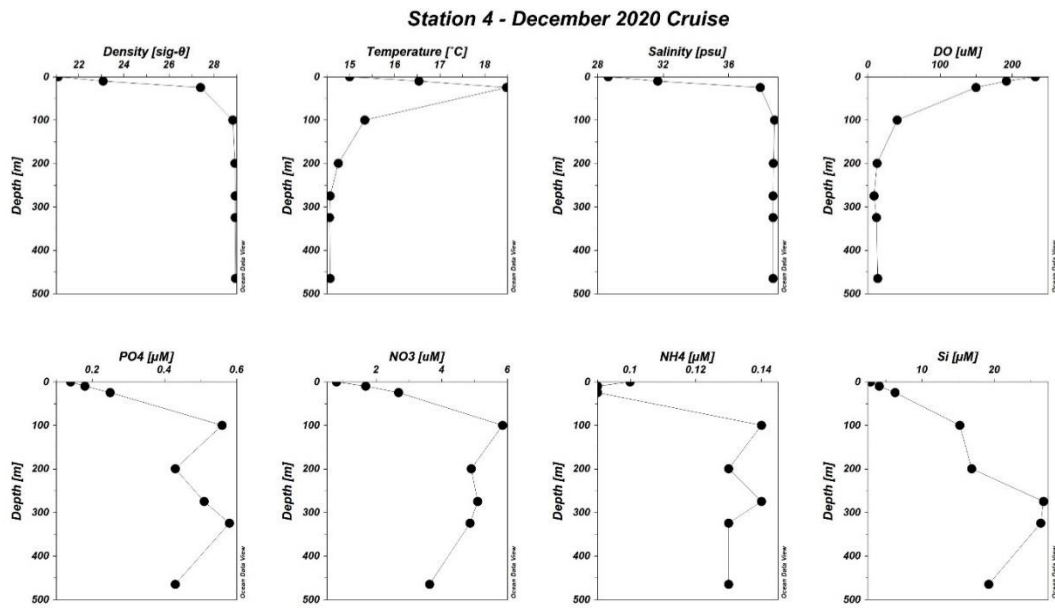 Station 4 - December 2020 Cruise
Density [sig-θ]
22 24 26 28
0
100
200
300
400
500
Depth [m]
Ocean Data View
Temperature [˚C]
15 16 17 18
0
100
200
300
400
500
Depth [m]
Ocean Data View
Salinity [psu]
28 32 36
0
100
200
300
400
500
Depth [m]
Ocean Data View
DO [uM]
0 100 200
0
100
200
300
400
500
Depth [m]
Ocean Data View
PO4 [µM]
0.2 0.4 0.6
0
100
200
300
400
500
Depth [m]
Ocean Data View
NO3 [uM]
2 4 6
0
100
200
300
400
500
Depth [m]
Ocean Data View
NH4 [µM]
0.1 0.12 0.14
0
100
200
300
400
500
Depth [m]
Ocean Data View
Si [µM]
10 20
0
100
200
300
400
500
Depth [m]
Ocean Data View